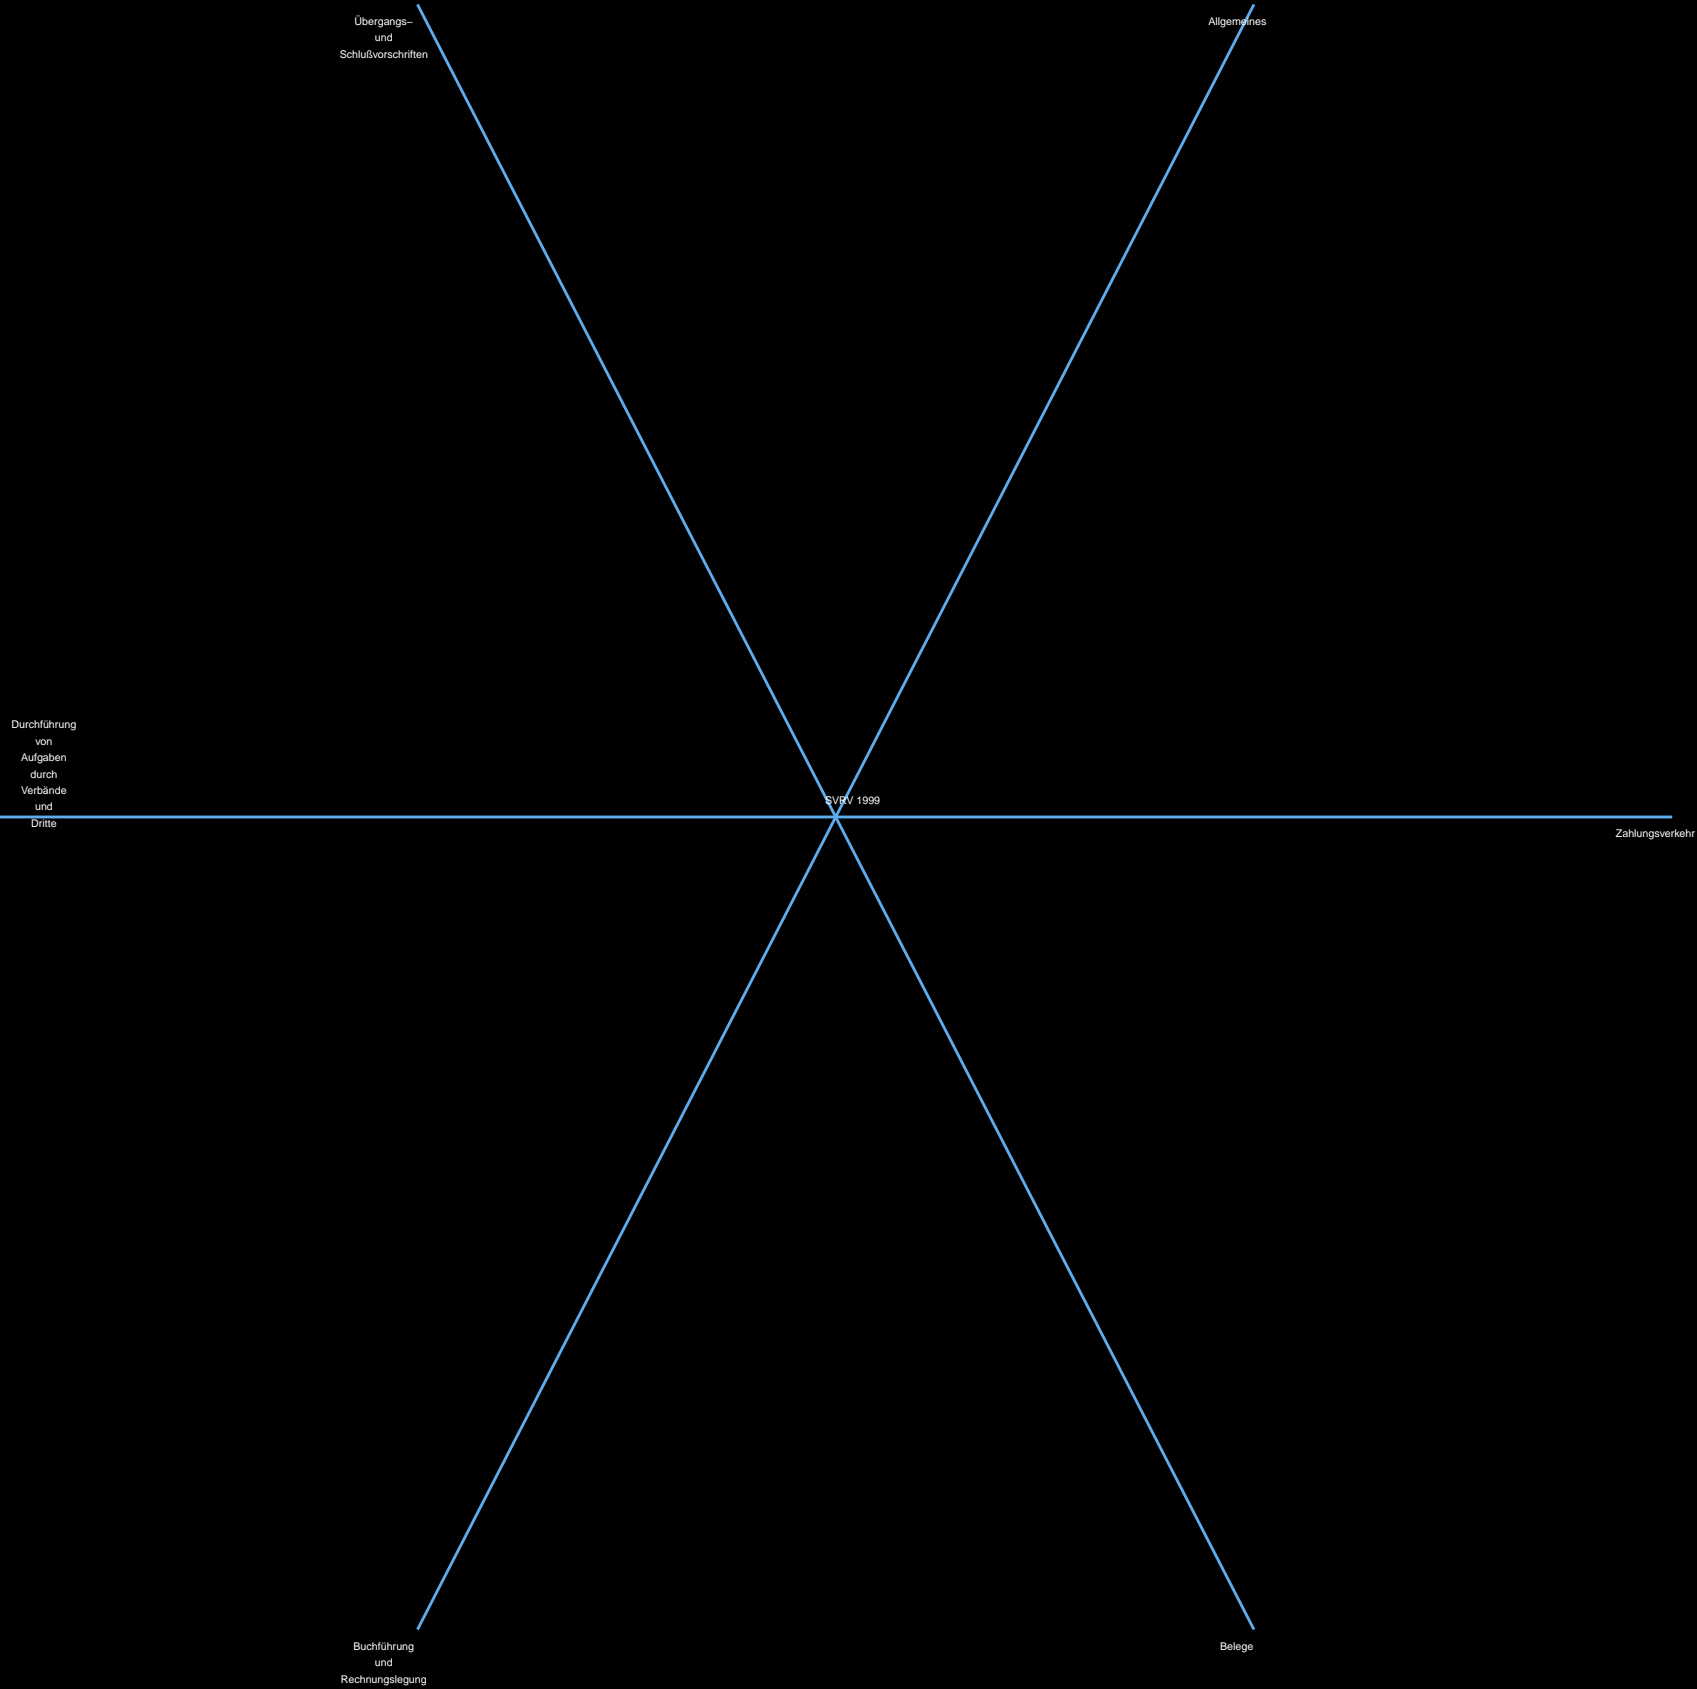 Übergangs–
und
Schlußvorschriften
Allgemeines
Durchführung
von
Aufgaben
durch
Verbände
und
Dritte
SVRV 1999
Zahlungsverkehr
Buchführung
und
Rechnungslegung
Belege